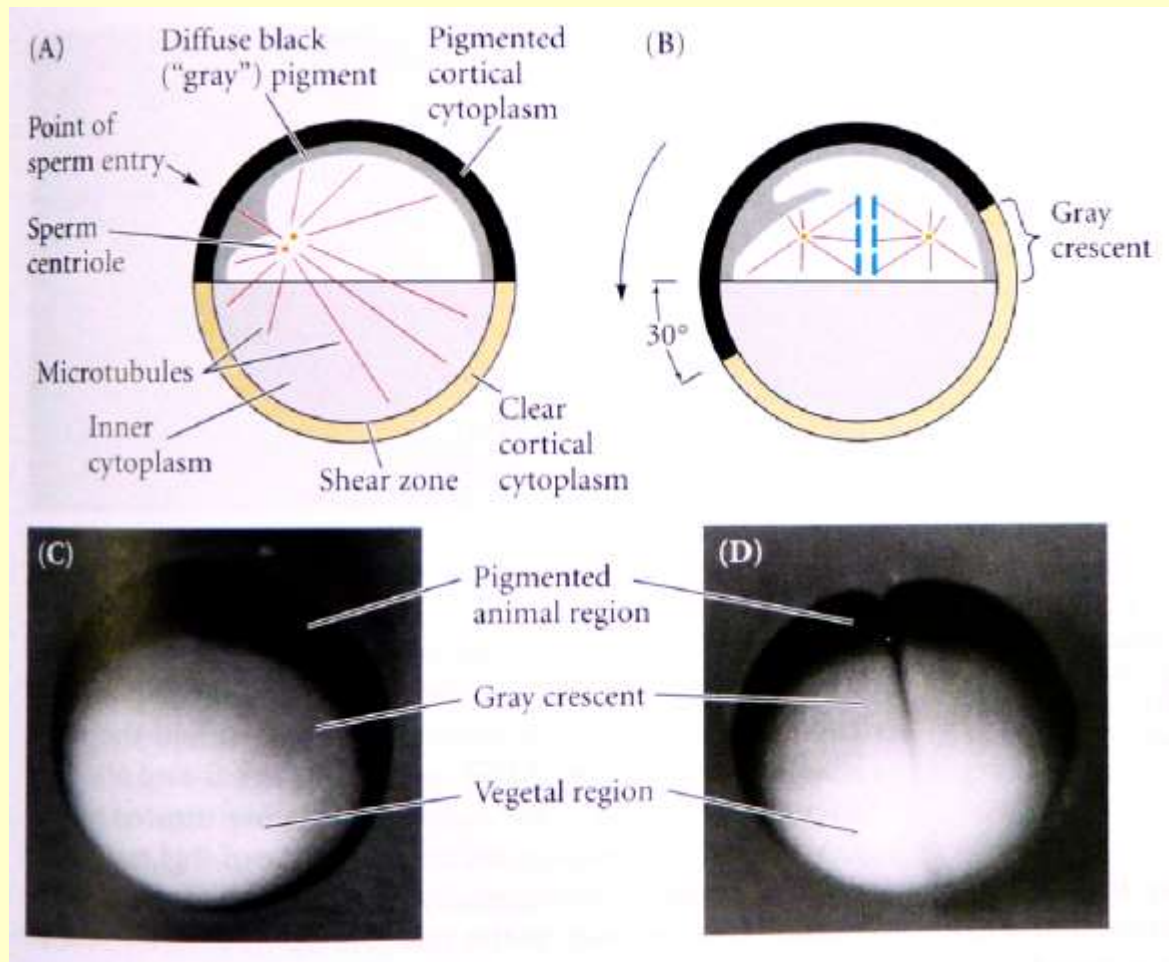 (A)
Diffuse black
("gray") pigment
Pigmented
cortical
cytoplasm
(B)
Point of
sperm entry
Sperm
centriole
Gray
crescent
30°
Microtubules
Inner
cytoplasm
Shear zone
Clear
cortical
cytoplasm
(C)
Pigmented
animal region
Gray crescent
Vegetal region
(D)